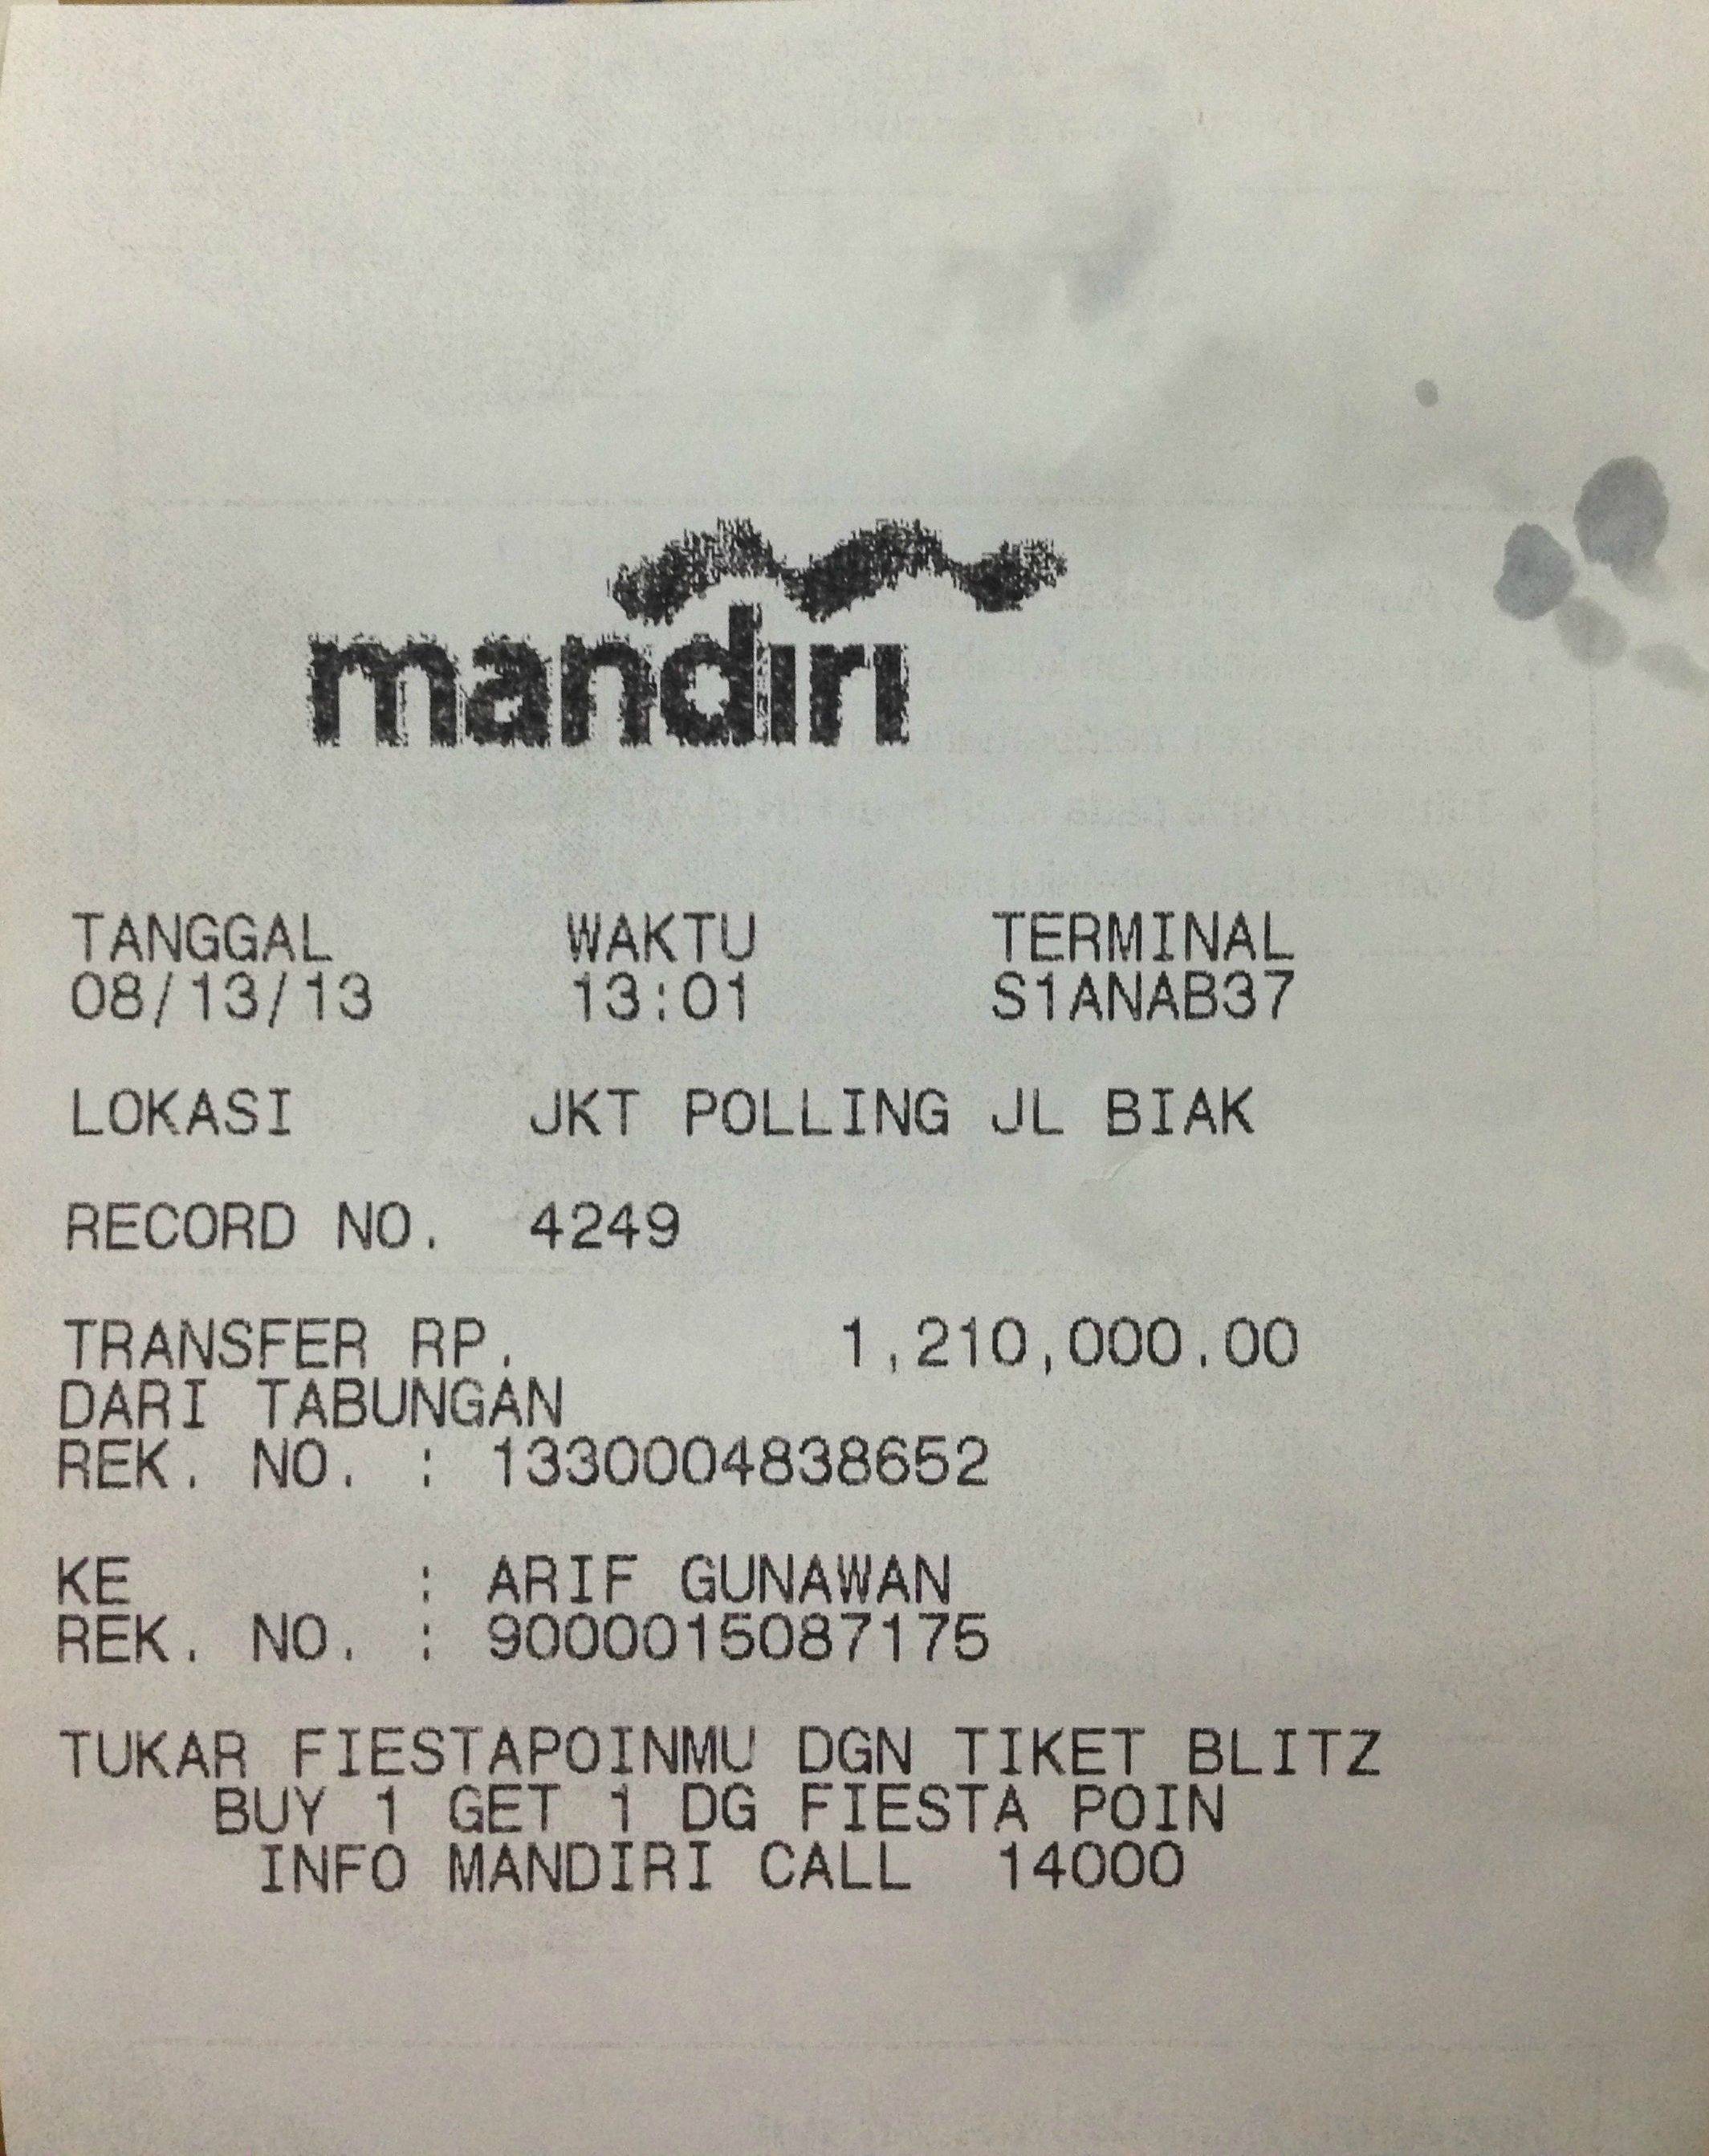 mandiri
TANGGAL WAKTU TERMINAL
08/13/13 13:01 S1ANAB37
LOKASI JKT POLLING JL BIAK
RECORD NO. 4249
TRANSFER RP. 1,210,000.00
DARI TABUNGAN
REK. NO. : 1330004838652
KE : ARIF GUNAWAN
REK. NO. : 9000015087175
TUKAR FIESTAPOINMU DGN TIKET BLITZ
BUY 1 GET 1 DG FIESTA POIN
INFO MANDIRI CALL 14000